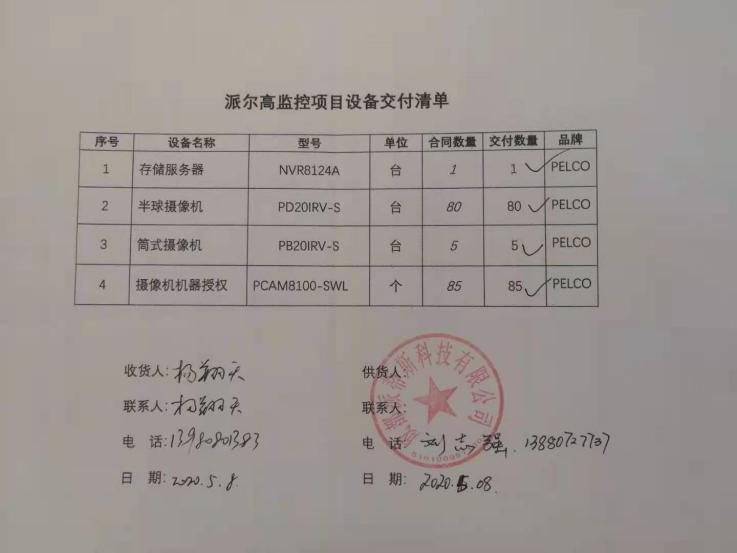 派尔高监控项目设备交付清单
序号 设备名称 型号 单位 合同数量 交付数量 品牌
1 存储服务器 NVR8124A 台 1 1 PELCO
2 半球摄像机 PD20IRV-S 台 80 80 PELCO
3 筒式摄像机 PB20IRV-S 台 5 5 PELCO
4 摄像机机器授权 PCAM8100-SWL 个 85 85 PELCO
收货人: 杨翔天 供货人:
联系人: 杨翔天 联系人:
电 话: 13980801383 电 话: 刘志强, 13880727737
日 期: 2020.5.8. 日 期: 2020.5.08.
成都 蒂斯科技有限公司